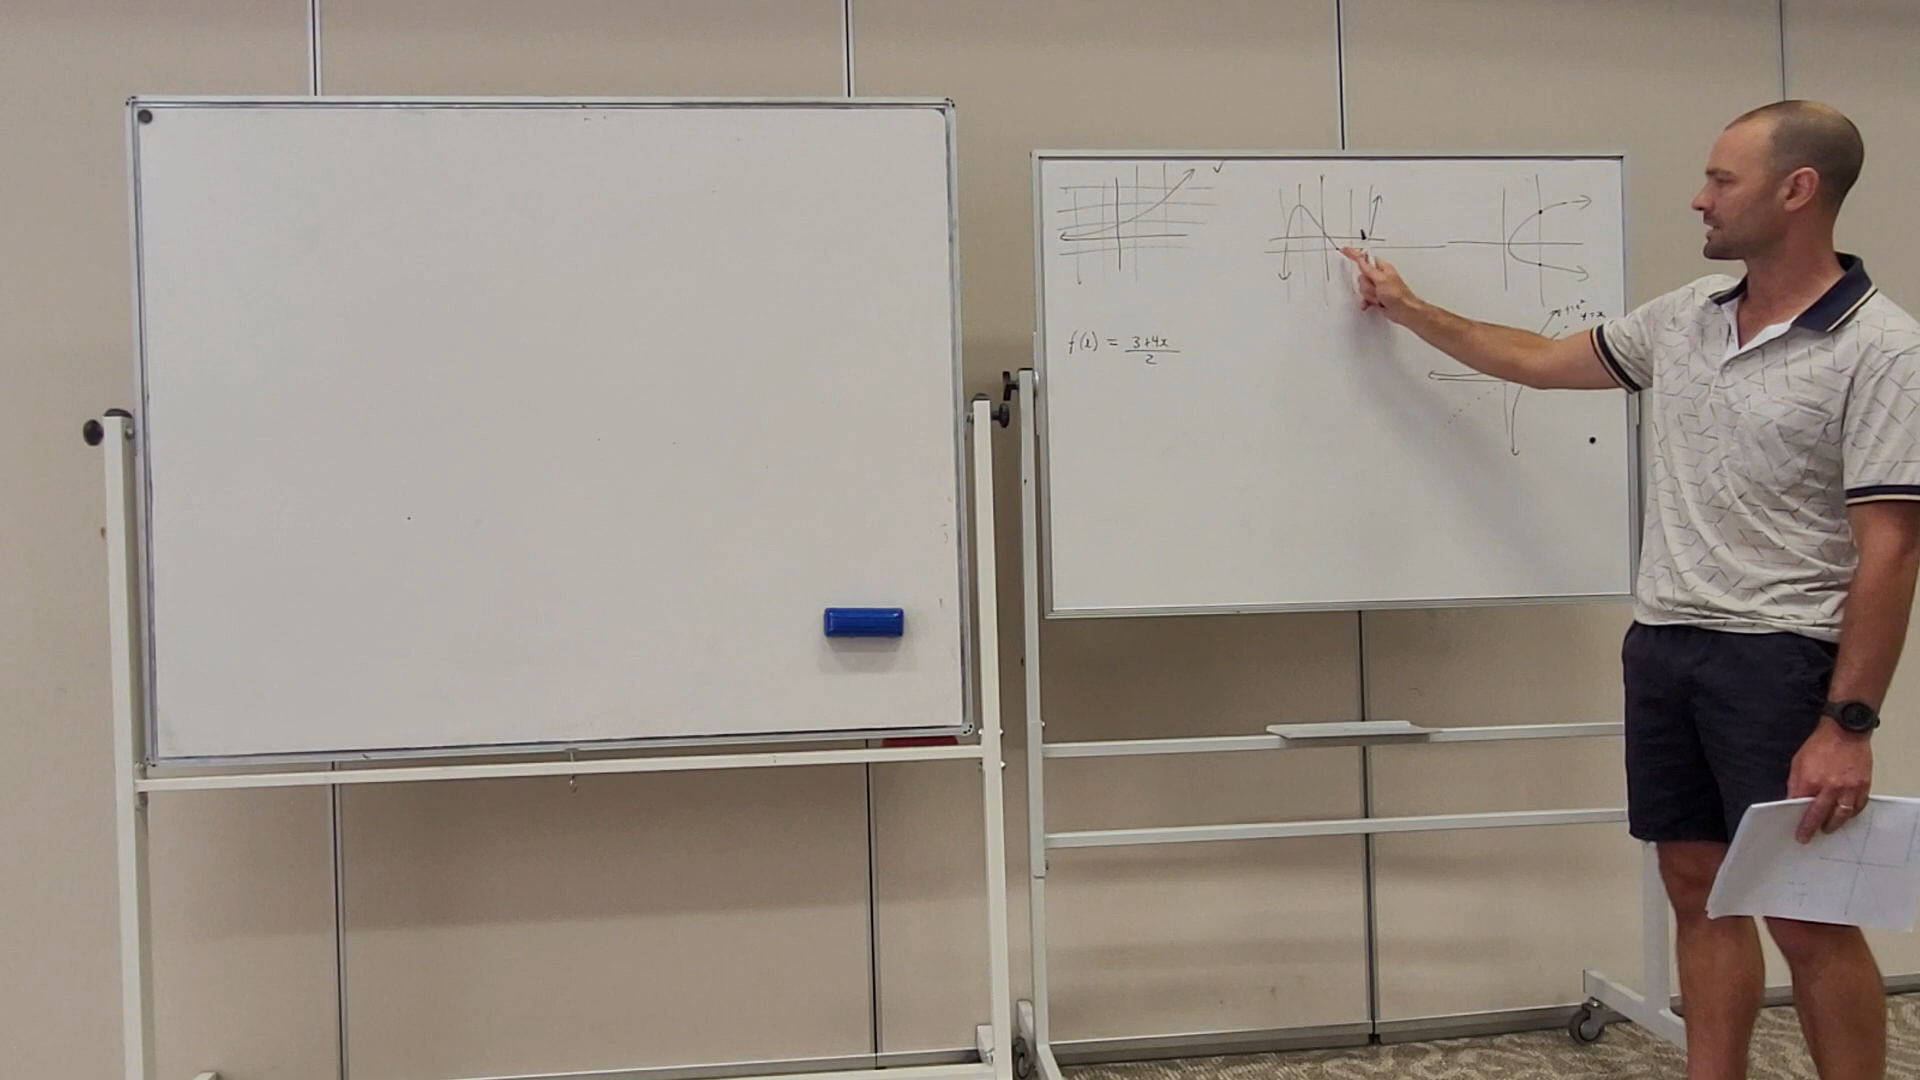 f(x) = 3+4x
2
y=x